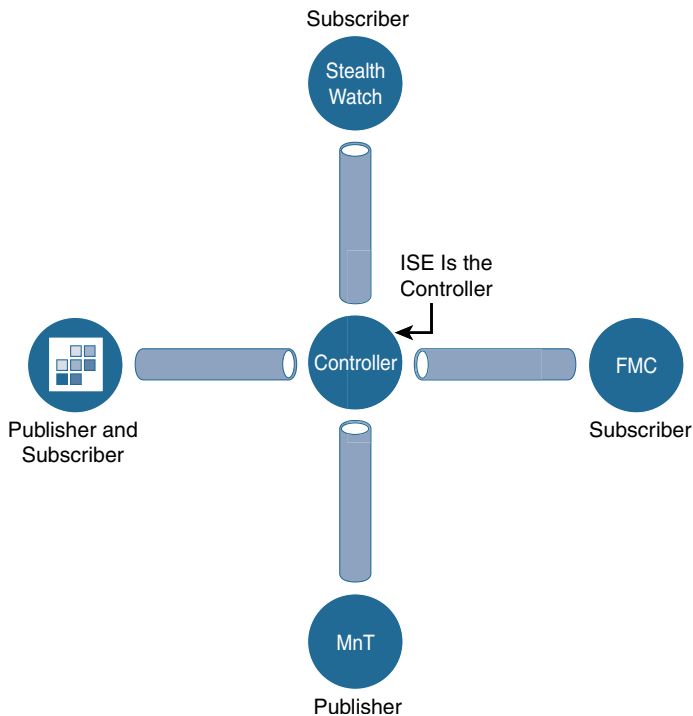 Subscriber
Stealth
Watch
ISE Is the
Controller
Controller
FMC
Publisher and
Subscriber
Subscriber
MnT
Publisher